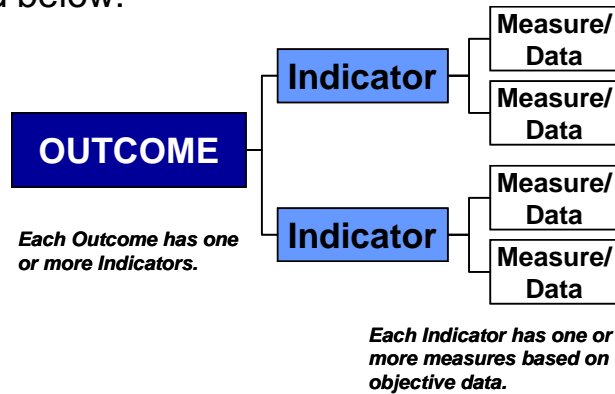 below.
Measure/
Data
Indicator
Measure/
Data
OUTCOME
Measure/
Data
Each Outcome has one
or more Indicators.
Indicator
Measure/
Data
Each Indicator has one or
more measures based on
objective data.